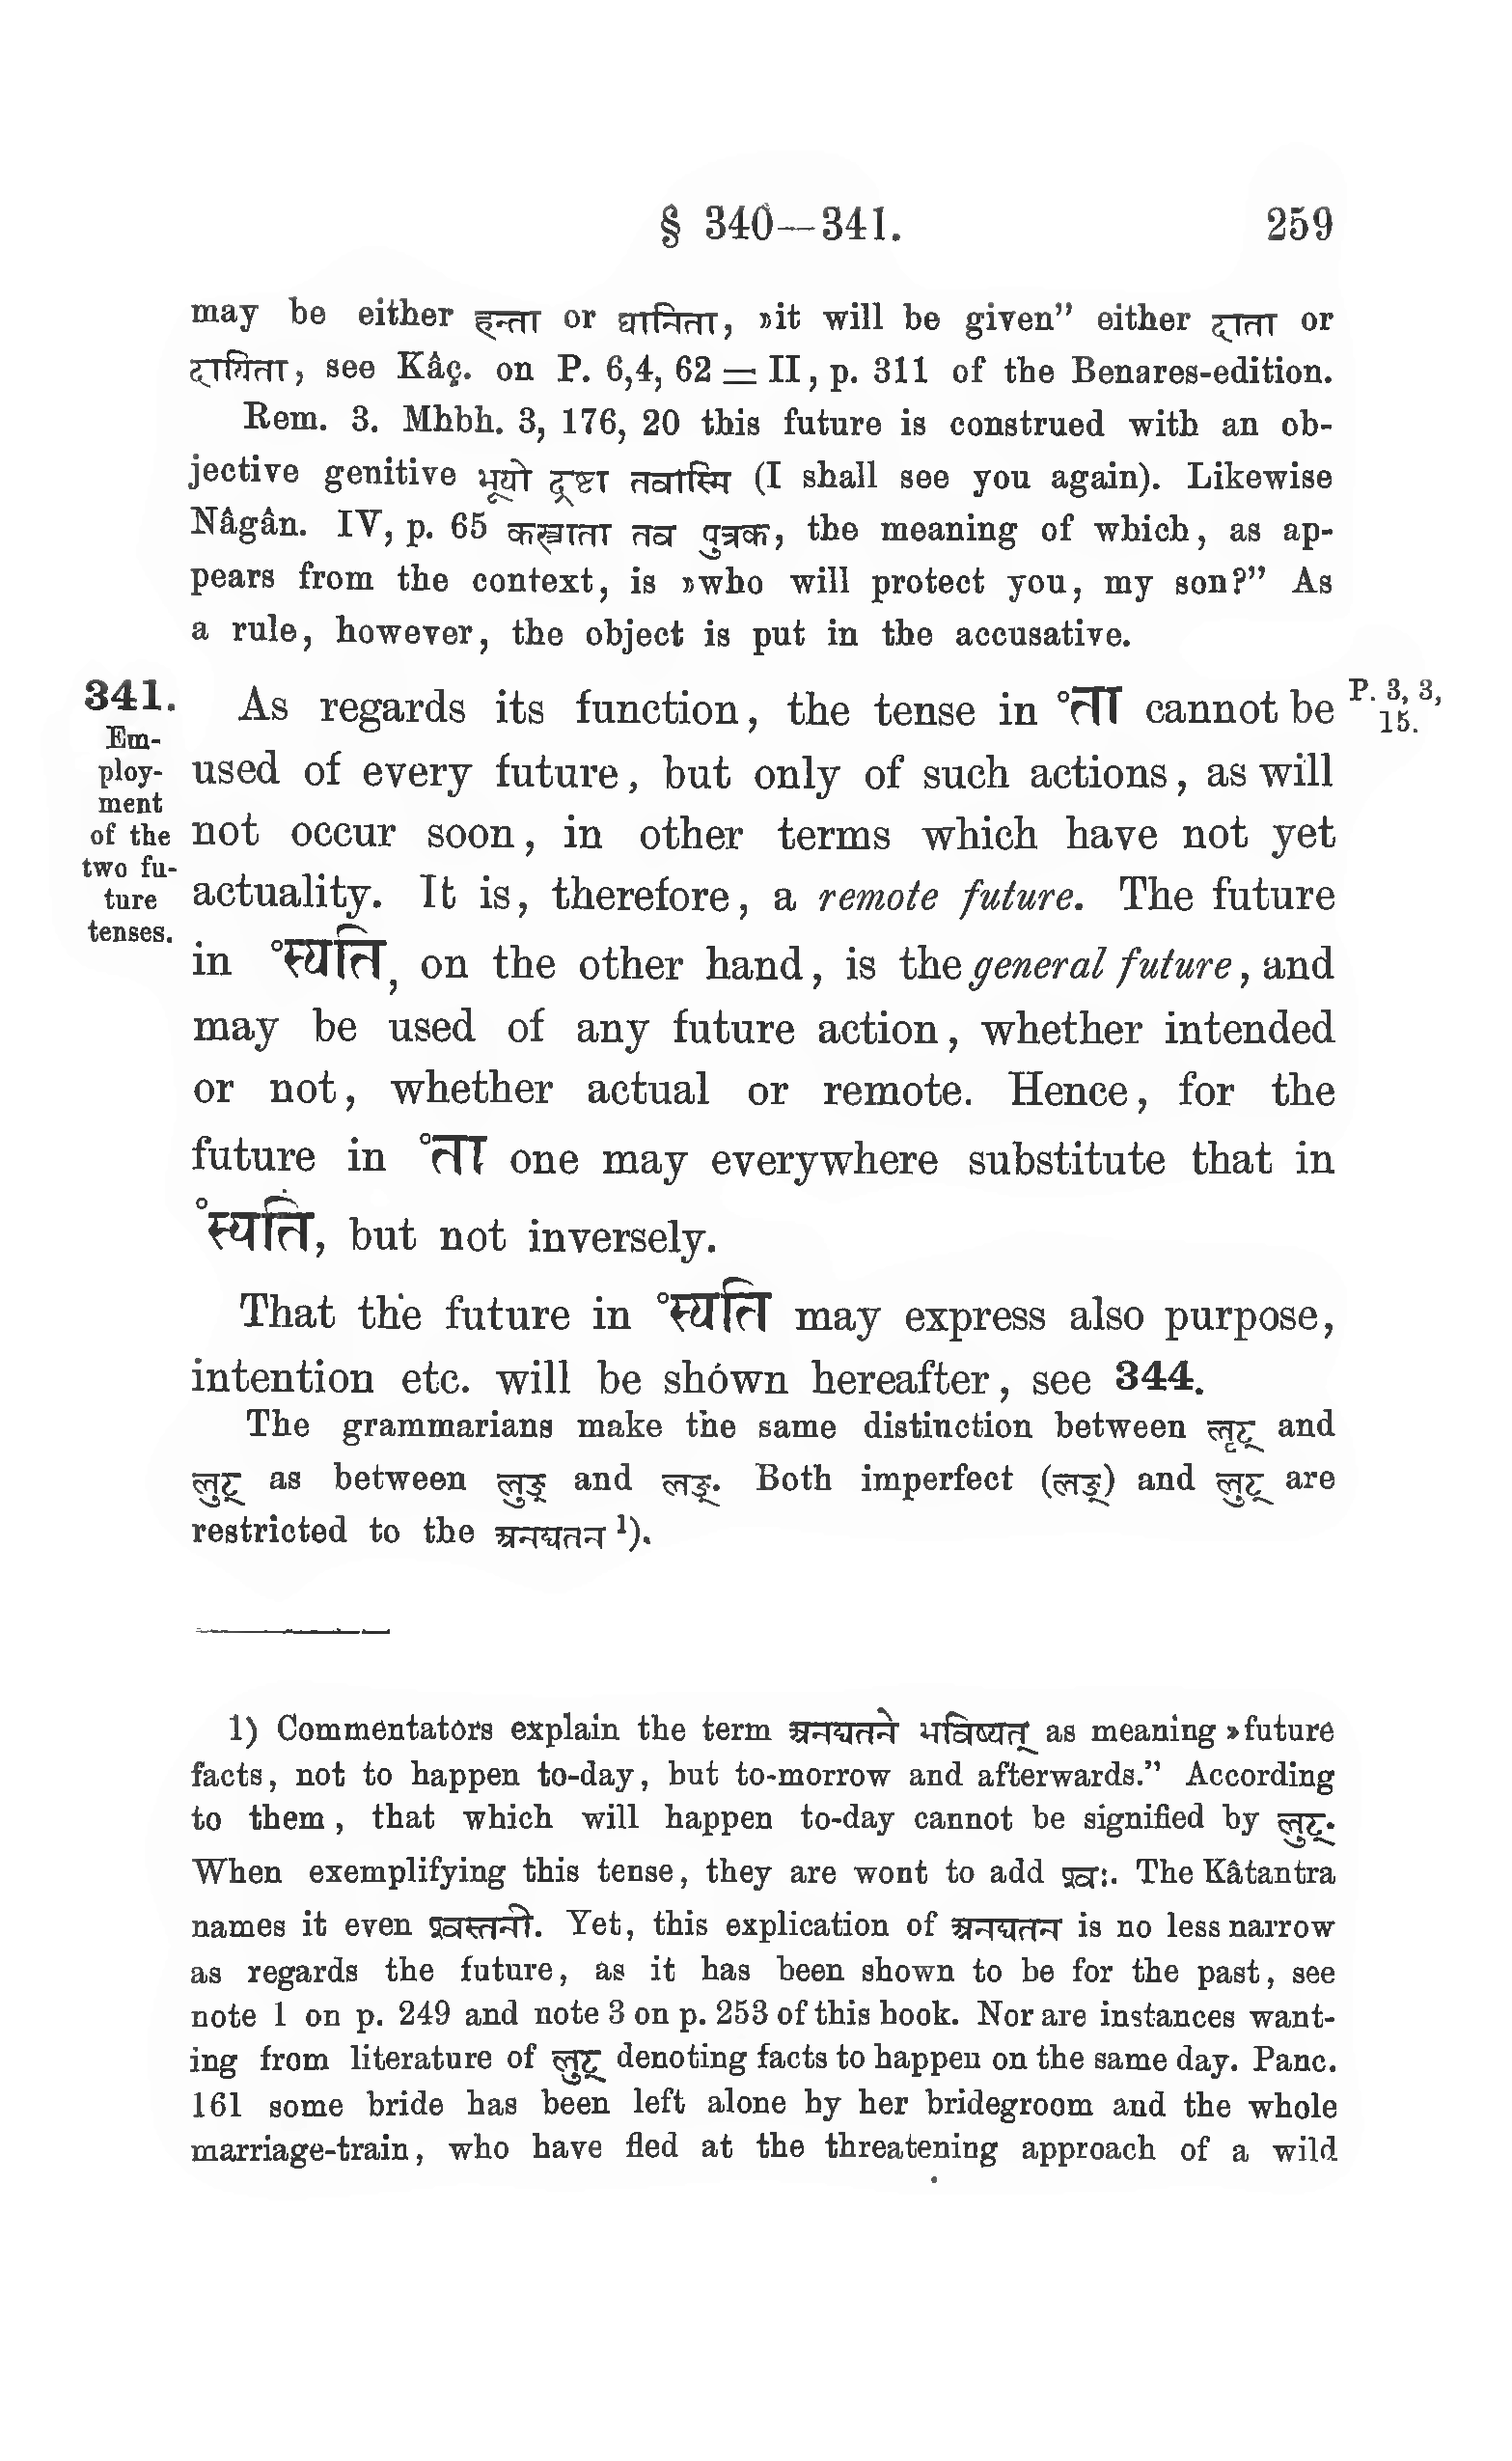 § 340—341. 259
may be either हन्ता or घानिता, »it will be given” either दाता or
दायिता, see Kâç. on P. 6,4, 62 = II, p. 311 of the Benares-edition.
Rem. 3. Mhbh. 3, 176, 20 this future is construed with an ob-
jective genitive भूयो द्रष्टा तवास्मि (I shall see you again). Likewise
Nâgân. IV, p. 65 कस्त्राता तव पुत्रक, the meaning of which, as ap-
pears from the context, is »who will protect you, my son?” As
a rule, however, the object is put in the accusative.
341.
Em-
ploy-
ment
of the
two fu-
ture
tenses.
As regards its function, the tense in °ता cannot be
used of every future, but only of such actions, as will
not occur soon, in other terms which have not yet
actuality. It is, therefore, a remote future. The future
in °स्यति, on the other hand, is the general future, and
may be used of any future action, whether intended
or not, whether actual or remote. Hence, for the
future in °ता one may everywhere substitute that in
°स्यति, but not inversely.
P. 3, 3,
15.
That the future in °स्यति may express also purpose,
intention etc. will be shown hereafter, see 344.
The grammarians make the same distinction between लृट् and
लुट् as between लुङ् and लङ्. Both imperfect (लङ्) and लुट् are
restricted to the अनद्यतन ¹).
1) Commentators explain the term अनद्यतने भविष्यत् as meaning »future
facts, not to happen to-day, but to-morrow and afterwards.” According
to them, that which will happen to-day cannot be signified by लुट्.
When exemplifying this tense, they are wont to add श्वः. The Kâtantra
names it even श्वस्तनी. Yet, this explication of अनद्यतन is no less narrow
as regards the future, as it has been shown to be for the past, see
note 1 on p. 249 and note 3 on p. 253 of this book. Nor are instances want-
ing from literature of लुट् denoting facts to happen on the same day. Panc.
161 some bride has been left alone by her bridegroom and the whole
marriage-train, who have fled at the threatening approach of a wild